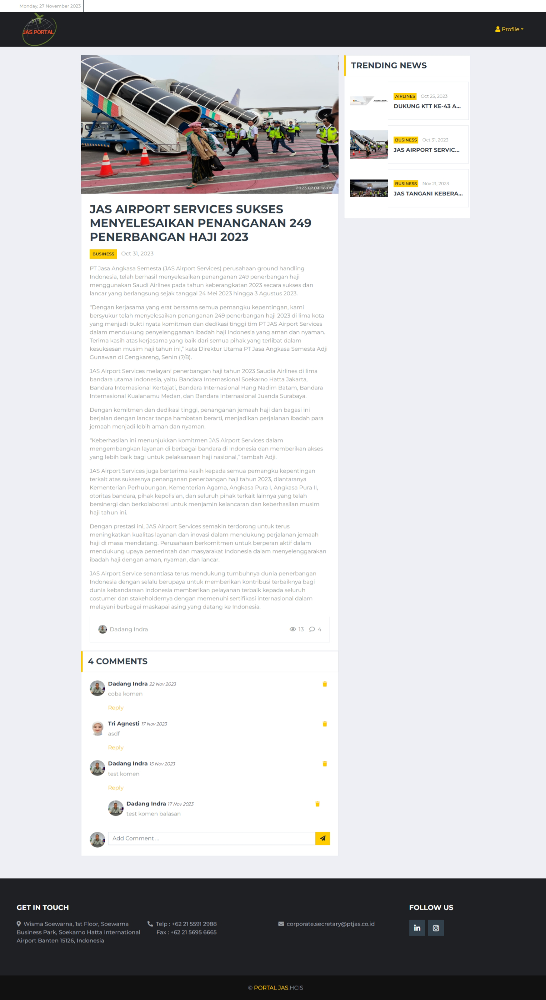 Monday, 27 November 2023
JAS PORTAL
Profile
2023.07.04 16:05
JAS AIRPORT SERVICES SUKSES
MENYELESAIKAN PENANGANAN 249
PENERBANGAN HAJI 2023
BUSINESS Oct 31, 2023
PT Jasa Angkasa Semesta (JAS Airport Services) perusahaan ground handling
Indonesia, telah berhasil menyelesaikan penanganan 249 penerbangan haji
menggunakan Saudi Airlines pada tahun keberangkatan 2023 secara sukses dan
lancar yang berlangsung sejak tanggal 24 Mei 2023 hingga 3 Agustus 2023.
“Dengan kerjasama yang erat bersama semua pemangku kepentingan, kami
bersyukur telah menyelesaikan penanganan 249 penerbangan haji 2023 di lima kota
yang menjadi bukti nyata komitmen dan dedikasi tinggi tim PT JAS Airport Services
dalam mendukung penyelenggaraan ibadah haji Indonesia yang aman dan nyaman.
Terima kasih atas kerjasama yang baik dari semua pihak yang terlibat dalam
kesuksesan musim haji tahun ini,” kata Direktur Utama PT Jasa Angkasa Semesta Adji
Gunawan di Cengkareng, Senin (7/8).
JAS Airport Services melayani penerbangan haji tahun 2023 Saudia Airlines di lima
bandara utama Indonesia, yaitu Bandara Internasional Soekarno Hatta Jakarta,
Bandara Internasional Kertajati, Bandara Internasional Hang Nadim Batam, Bandara
Internasional Kualanamu Medan, dan Bandara Internasional Juanda Surabaya.
Dengan komitmen dan dedikasi tinggi, penanganan jemaah haji dan bagasi ini
berjalan dengan lancar tanpa hambatan berarti, menjadikan perjalanan ibadah para
jemaah menjadi lebih aman dan nyaman.
“Keberhasilan ini menunjukkan komitmen JAS Airport Services dalam
mengembangkan layanan di berbagai bandara di Indonesia dan memberikan akses
yang lebih baik bagi untuk pelaksanaan haji nasional,” tambah Adji.
JAS Airport Services juga berterima kasih kepada semua pemangku kepentingan
terkait atas suksesnya penanganan penerbangan haji tahun 2023, diantaranya
Kementerian Perhubungan, Kementerian Agama, Angkasa Pura I, Angkasa Pura II,
otoritas bandara, pihak kepolisian, dan seluruh pihak terkait lainnya yang telah
bersinergi dan berkolaborasi untuk menjamin kelancaran dan keberhasilan musim
haji tahun ini.
Dengan prestasi ini, JAS Airport Services semakin terdorong untuk terus
meningkatkan kualitas layanan dan inovasi dalam mendukung perjalanan jemaah
haji di masa mendatang. Perusahaan berkomitmen untuk berperan aktif dalam
mendukung upaya pemerintah dan masyarakat Indonesia dalam menyelenggarakan
ibadah haji dengan aman, nyaman, dan lancar.
JAS Airport Service senantiasa terus mendukung tumbuhnya dunia penerbangan
Indonesia dengan selalu berupaya untuk memberikan kontribusi terbaiknya bagi
dunia kebandaraan Indonesia memberikan pelayanan terbaik kepada seluruh
costumer dan stakeholdernya dengan memenuhi sertifikasi internasional dalam
melayani berbagai maskapai asing yang datang ke Indonesia.
Dadang Indra 13 4
4 COMMENTS
Dadang Indra 22 Nov 2023
coba komen
Reply
Tri Agnesti 17 Nov 2023
asdf
Reply
Dadang Indra 15 Nov 2023
test komen
Reply
Dadang Indra 17 Nov 2023
test komen balasan
Add Comment ...
TRENDING NEWS
AIRLINES Oct 25, 2023
DUKUNG KTT KE-43 A...
BUSINESS Oct 31, 2023
JAS AIRPORT SERVIC...
BUSINESS Nov 21, 2023
JAS TANGANI KEBERA...
GET IN TOUCH
Wisma Soewarna, 1st Floor, Soewarna
Business Park, Soekarno Hatta International
Airport Banten 15126, Indonesia
Telp : +62 21 5591 2988
Fax : +62 21 5695 6665
corporate.secretary@ptjas.co.id
FOLLOW US
© PORTAL JAS.HCIS